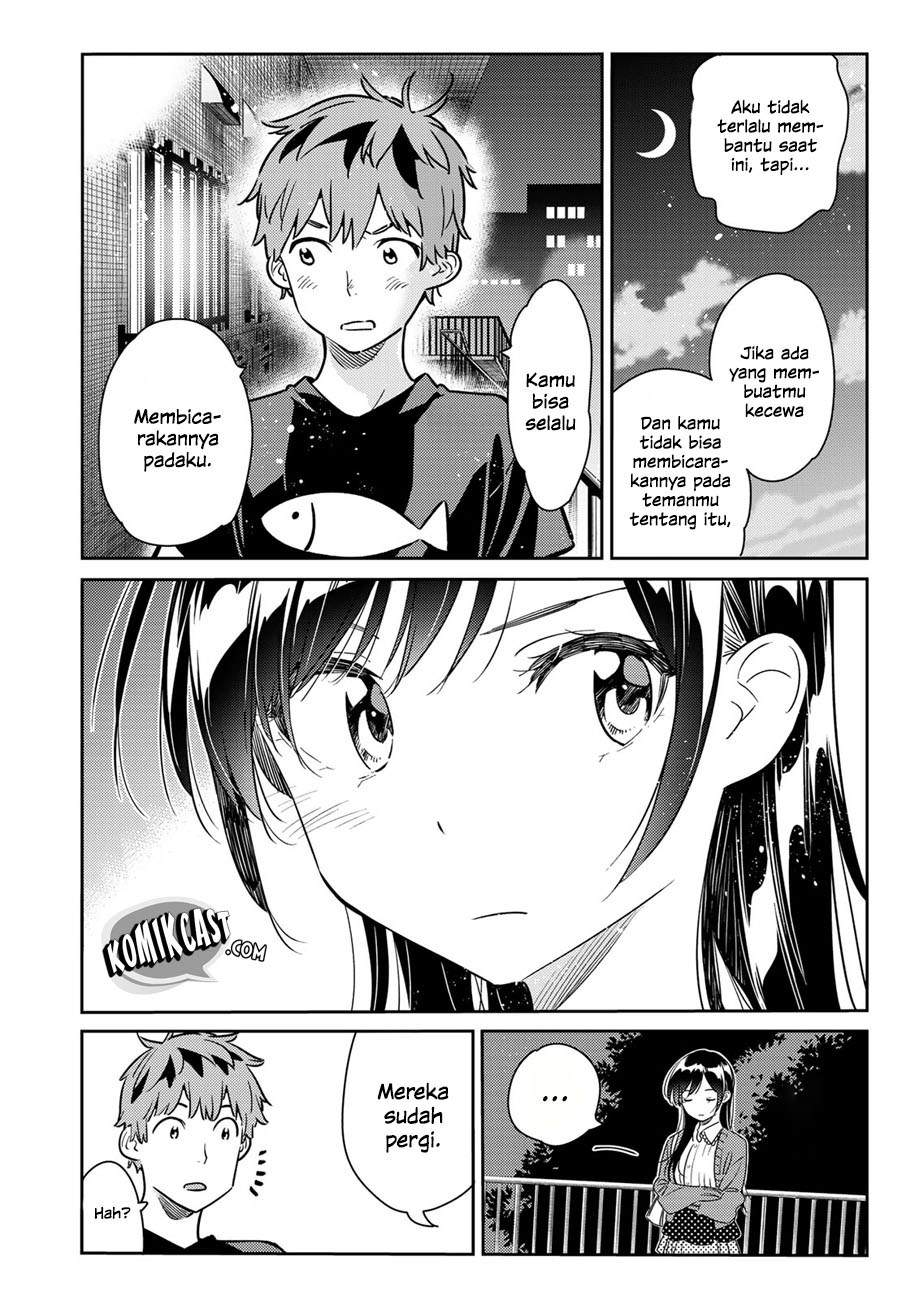 Aku tidak
terlalu mem-
bantu saat
ini, tapi...
Jika ada
yang mem-
buatmu
kecewa
Dan kamu
tidak bisa
membicara-
kannya pada
temanmu
tentang itu,
Kamu
bisa
selalu
Membica-
rakannya
padaku.
KOMIKCAST
.COM
...
Mereka
sudah
pergi.
Hah?